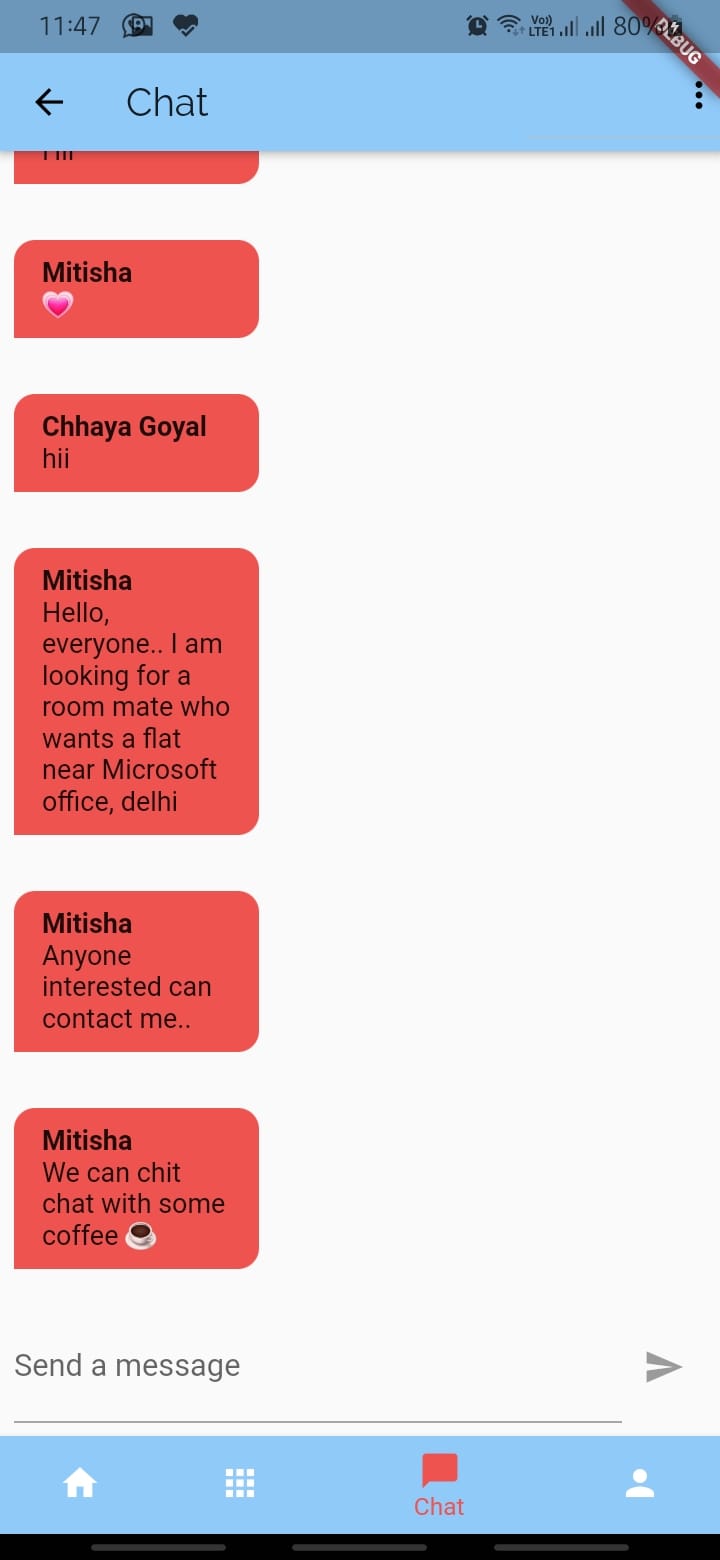 11:47
Vo))
LTE1
80%
DEBUG
Chat
Mitisha
💗
Chhaya Goyal
hii
Mitisha
Hello,
everyone.. I am
looking for a
room mate who
wants a flat
near Microsoft
office, delhi
Mitisha
Anyone
interested can
contact me..
Mitisha
We can chit
chat with some
coffee ☕
Send a message
Chat